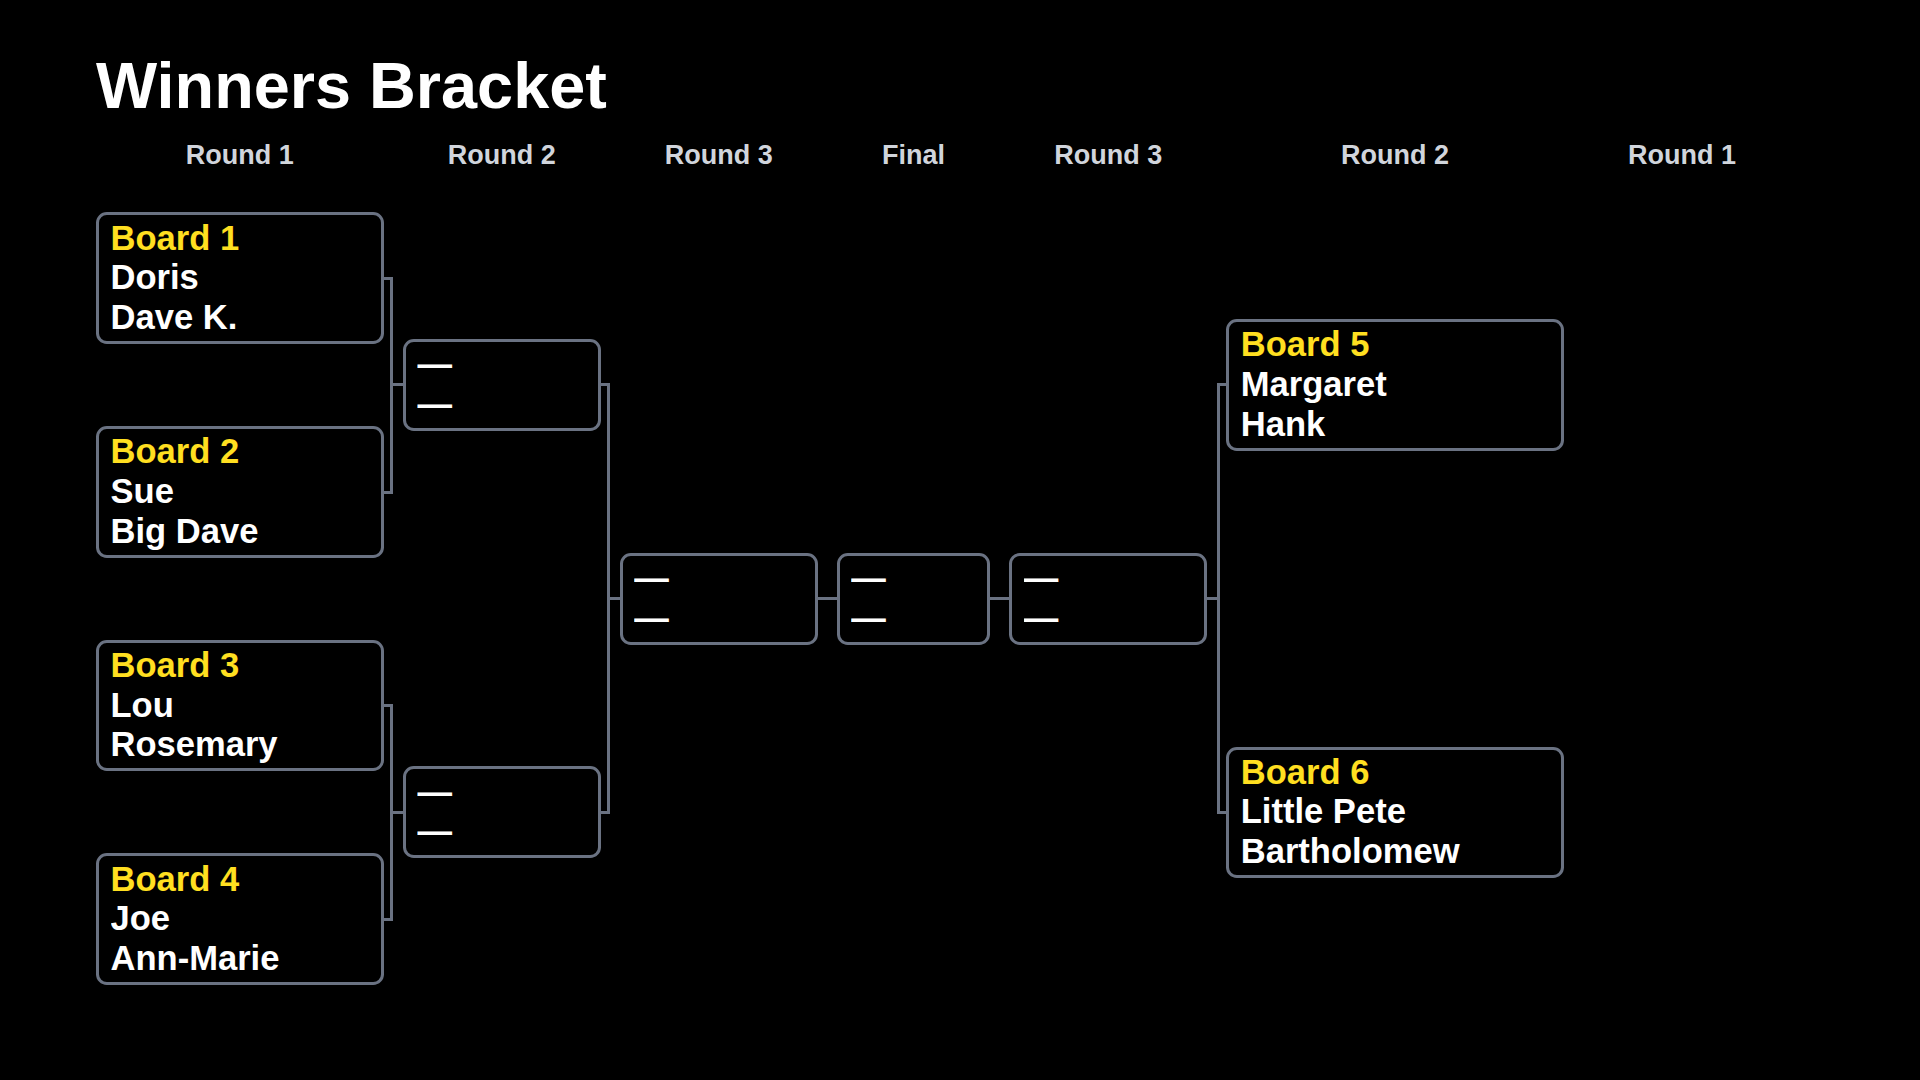 Winners Bracket
Round 1 Round 2 Round 3 Final Round 3 Round 2 Round 1
Board 1
Doris
Dave K.
Board 2
Sue
Big Dave
Board 3
Lou
Rosemary
Board 4
Joe
Ann-Marie
—
—
—
—
—
—
—
—
—
—
Board 5
Margaret
Hank
Board 6
Little Pete
Bartholomew